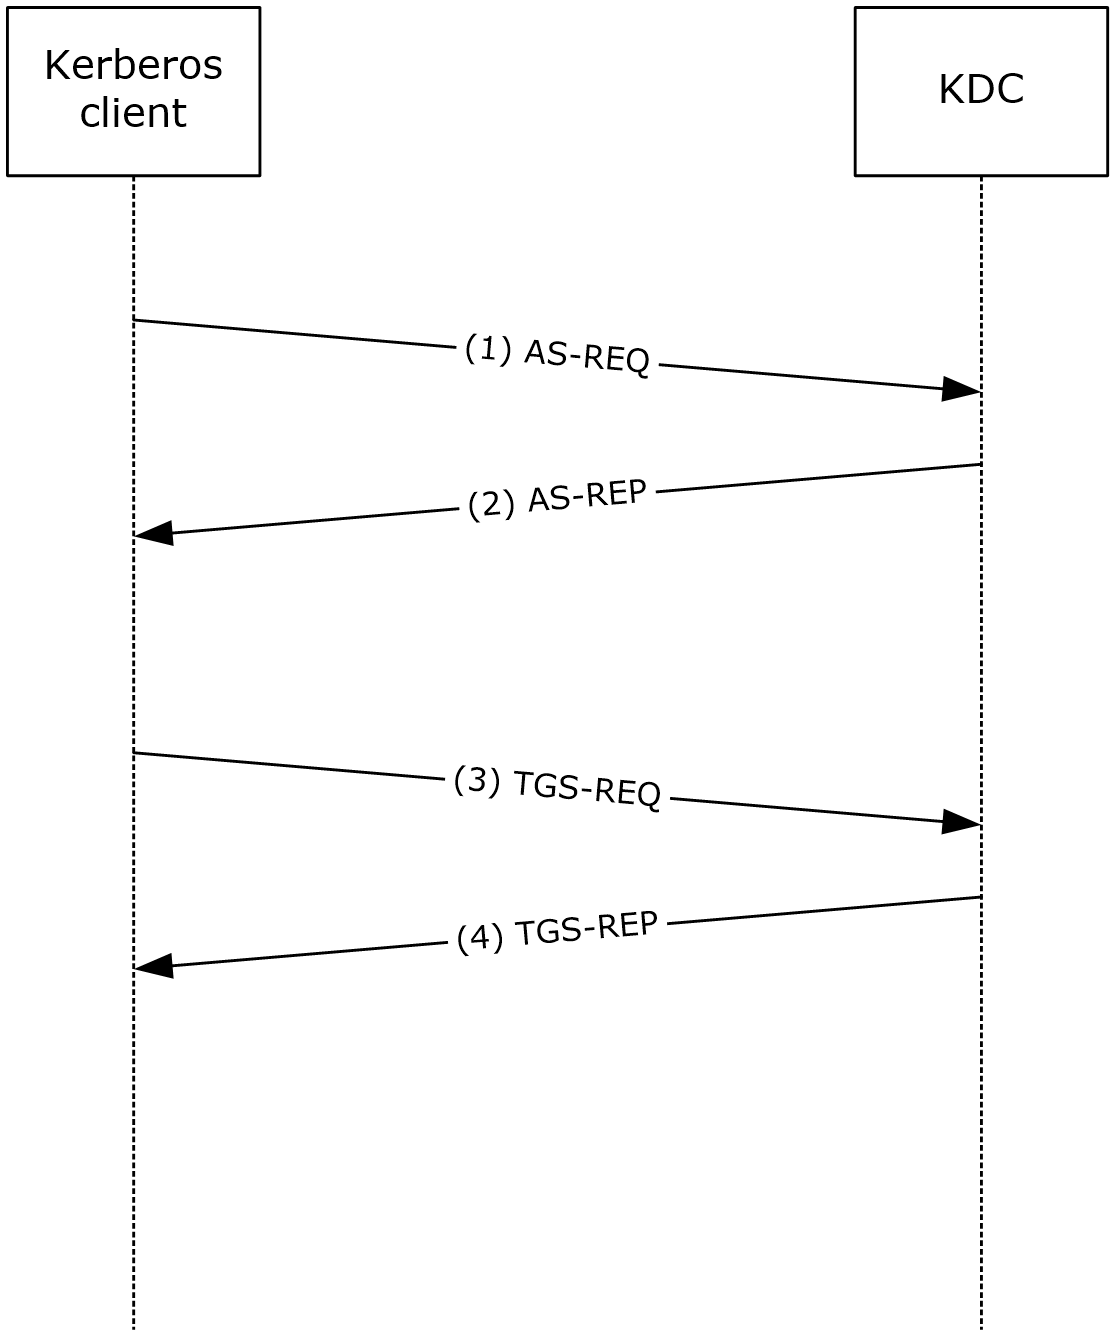 Kerberos
client
KDC
(1) AS-REQ
(2) AS-REP
(3) TGS-REQ
(4) TGS-REP